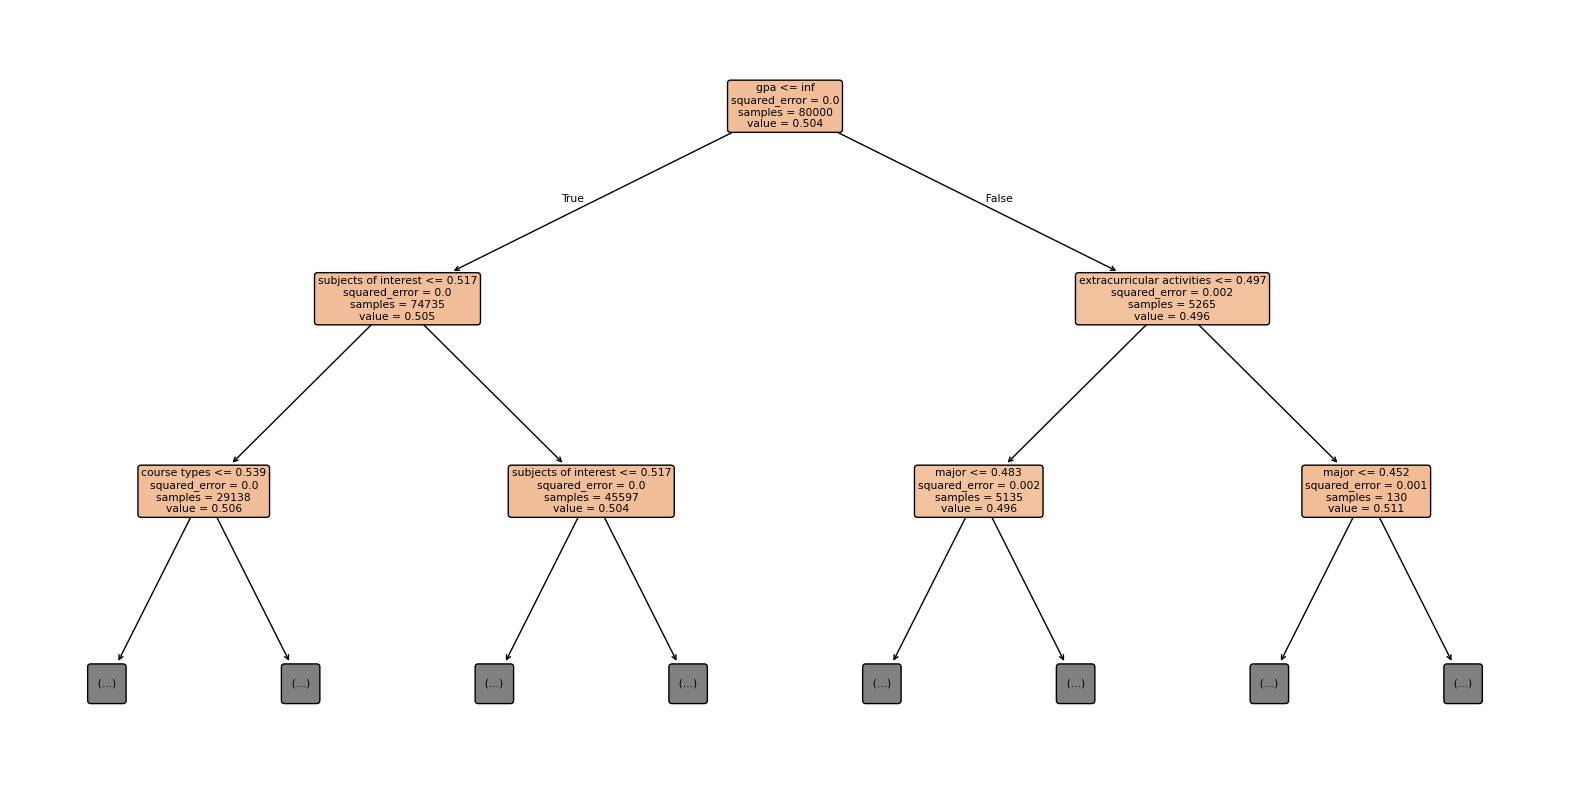 gpa <= inf
squared_error = 0.0
samples = 80000
value = 0.504
True
False
subjects of interest <= 0.517
squared_error = 0.0
samples = 74735
value = 0.505
extracurricular activities <= 0.497
squared_error = 0.002
samples = 5265
value = 0.496
course types <= 0.539
squared_error = 0.0
samples = 29138
value = 0.506
subjects of interest <= 0.517
squared_error = 0.0
samples = 45597
value = 0.504
major <= 0.483
squared_error = 0.002
samples = 5135
value = 0.496
major <= 0.452
squared_error = 0.001
samples = 130
value = 0.511
(...)
(...)
(...)
(...)
(...)
(...)
(...)
(...)